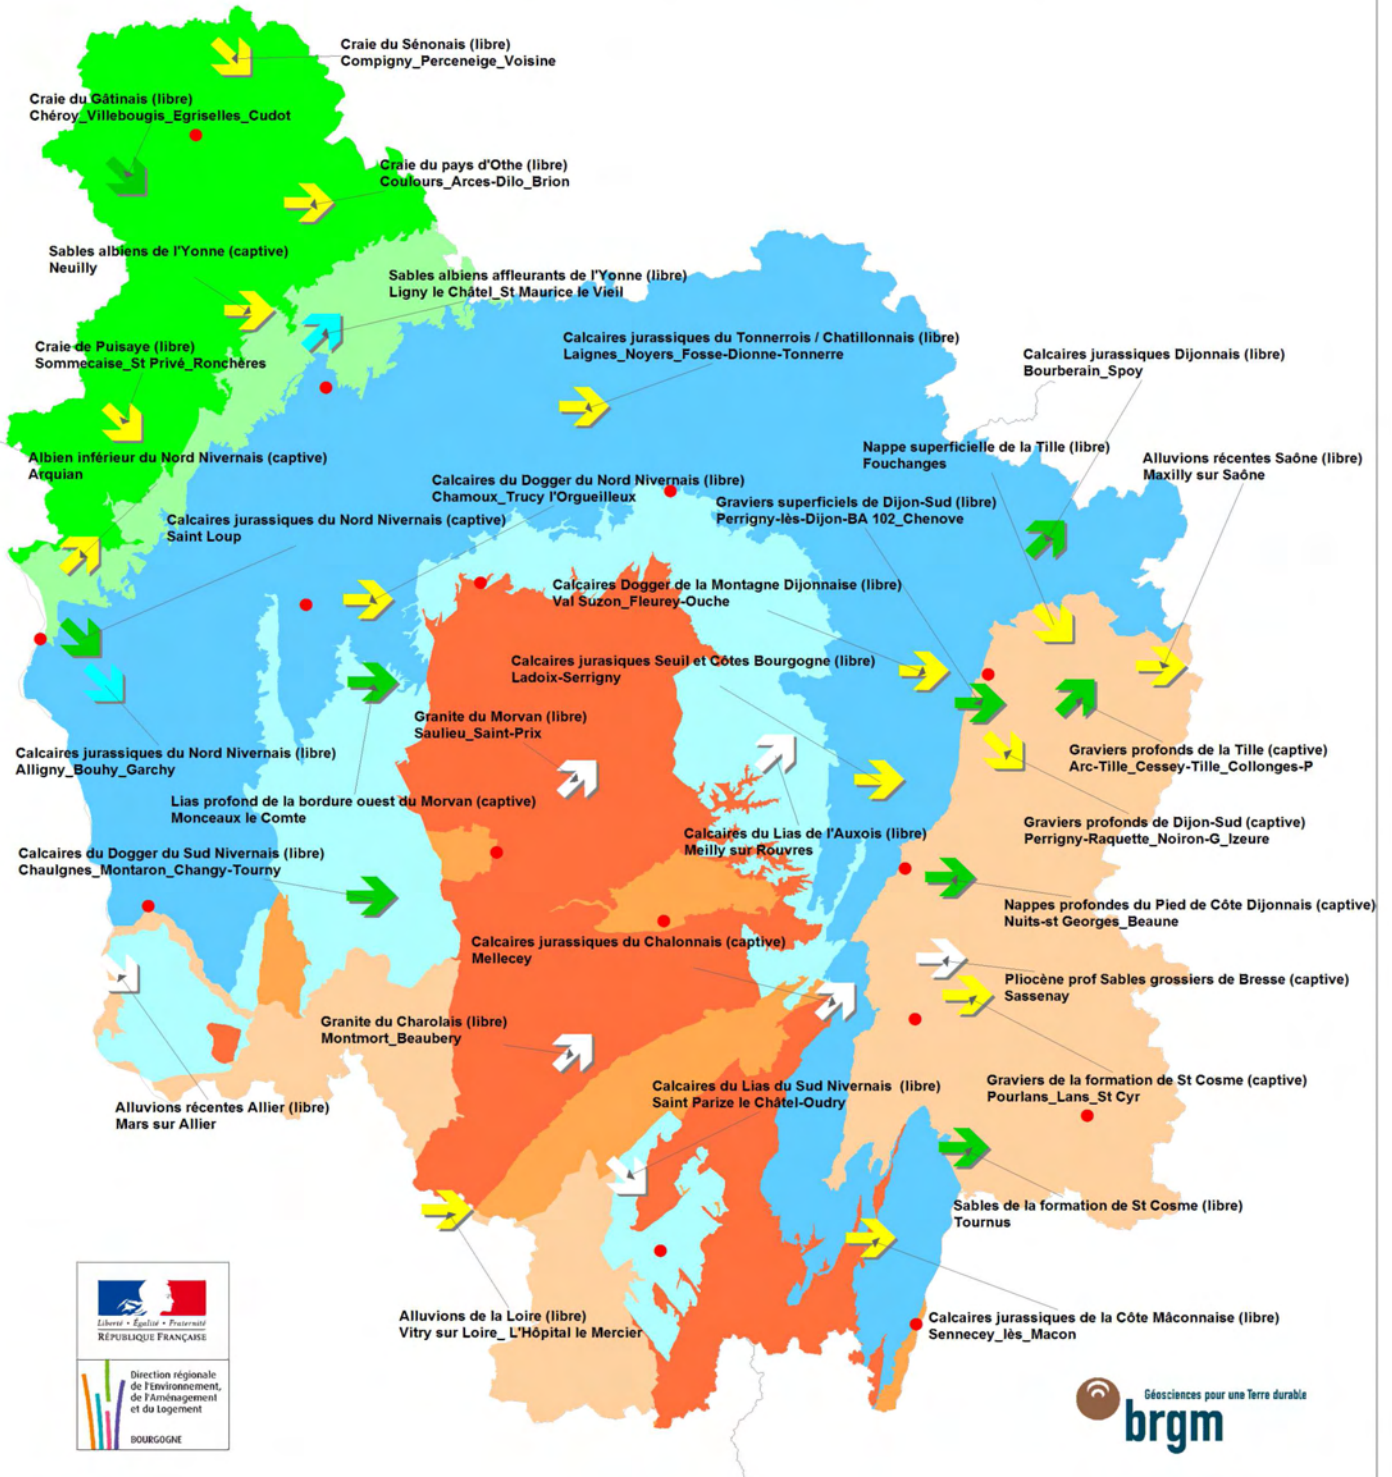 Craie du Sénonais (libre)
Compigny_Perceneige_Voisine
Craie du Gâtinais (libre)
Chéroy_Villebougis_Egriselles_Cudot
Craie du pays d'Othe (libre)
Coulours_Arces-Dilo_Brion
Sables albiens de l'Yonne (captive)
Neuilly
Sables albiens affleurants de l'Yonne (libre)
Ligny le Châtel_St Maurice le Vieil
Craie de Puisaye (libre)
Sommecaise_St Privé_Ronchères
Calcaires jurassiques du Tonnerrois / Chatillonnais (libre)
Laignes_Noyers_Fosse-Dionne-Tonnerre
Calcaires jurassiques Dijonnais (libre)
Bourberain_Spoy
Albien inférieur du Nord Nivernais (captive)
Arquian
Nappe superficielle de la Tille (libre)
Fouchanges
Alluvions récentes Saône (libre)
Maxilly sur Saône
Calcaires du Dogger du Nord Nivernais (libre)
Chamoux_Trucy l'Orgueilleux
Graviers superficiels de Dijon-Sud (libre)
Perrigny-lès-Dijon-BA 102_Chenove
Calcaires jurassiques du Nord Nivernais (captive)
Saint Loup
Calcaires Dogger de la Montagne Dijonnaise (libre)
Val Suzon_Fleurey-Ouche
Calcaires jurasiques Seuil et Côtes Bourgogne (libre)
Ladoix-Serrigny
Granite du Morvan (libre)
Saulieu_Saint-Prix
Calcaires jurassiques du Nord Nivernais (libre)
Alligny_Bouhy_Garchy
Graviers profonds de la Tille (captive)
Arc-Tille_Cessey-Tille_Collonges-P
Lias profond de la bordure ouest du Morvan (captive)
Monceaux le Comte
Graviers profonds de Dijon-Sud (captive)
Perrigny-Raquette_Noiron-G_Izeure
Calcaires du Lias de l'Auxois (libre)
Meilly sur Rouvres
Calcaires du Dogger du Sud Nivernais (libre)
Chaulgnes_Montaron_Changy-Tourny
Nappes profondes du Pied de Côte Dijonnais (captive)
Nuits-st Georges_Beaune
Calcaires jurassiques du Chalonnais (captive)
Mellecey
Pliocène prof Sables grossiers de Bresse (captive)
Sassenay
Granite du Charolais (libre)
Montmort_Beaubery
Graviers de la formation de St Cosme (captive)
Pourlans_Lans_St Cyr
Calcaires du Lias du Sud Nivernais (libre)
Saint Parize le Châtel-Oudry
Alluvions récentes Allier (libre)
Mars sur Allier
Sables de la formation de St Cosme (libre)
Tournus
Alluvions de la Loire (libre)
Vitry sur Loire_ L'Hôpital le Mercier
Calcaires jurassiques de la Côte Mâconnaise (libre)
Sennecey_lès_Macon
Liberté • Égalité • Fraternité
RÉPUBLIQUE FRANÇAISE
Direction régionale
de l'Environnement,
de l'Aménagement
et du Logement
BOURGOGNE
Géosciences pour une Terre durable
brgm